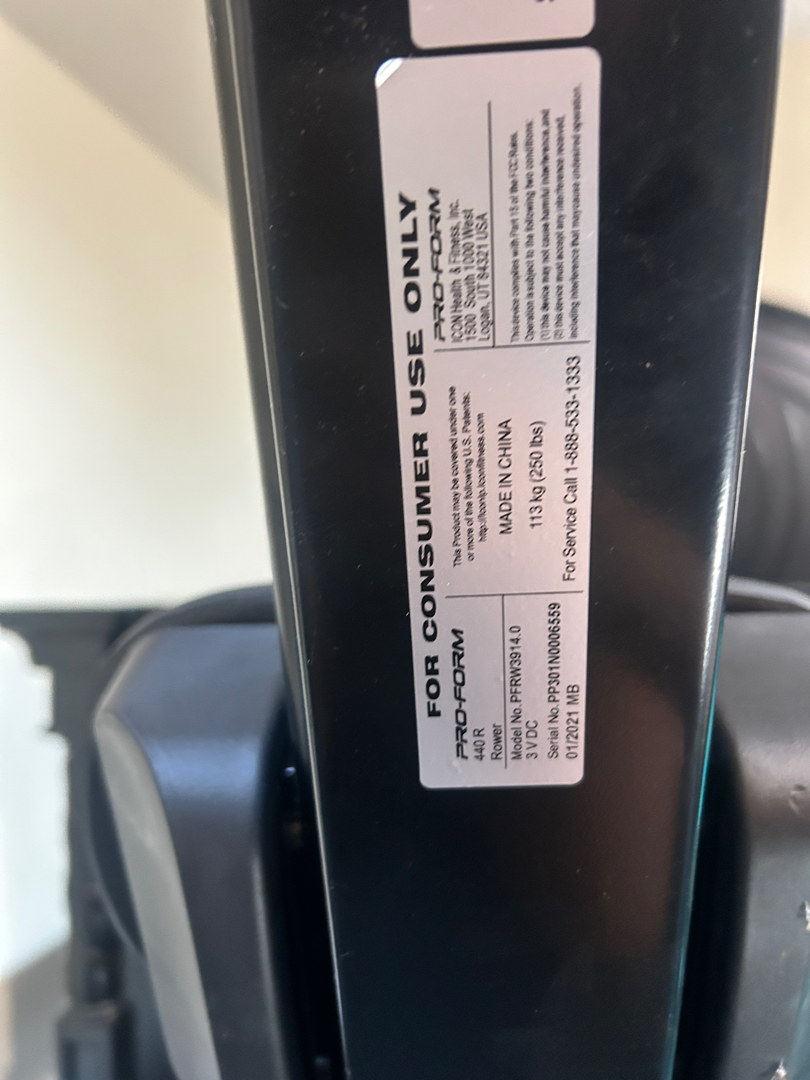 FOR CONSUMER USE ONLY
PRO-FORM
440 R
Rower
Model No. PFRW3914.0
3 V DC
Serial No. PP301N0006559
01/2021 MB
This Product may be covered under one
or more of the following U.S. Patents:
http://iconip.iconfitness.com
MADE IN CHINA
113 kg (250 lbs)
For Service Call 1-888-533-1333
PRO-FORM
ICON Health & Fitness, Inc.
1500 South 1000 West
Logan, UT 84321 USA
This device complies with Part 15 of the FCC Rules.
Operation is subject to the following two conditions:
(1) this device may not cause harmful interference, and
(2) this device must accept any interference received,
including interference that may cause undesired operation.